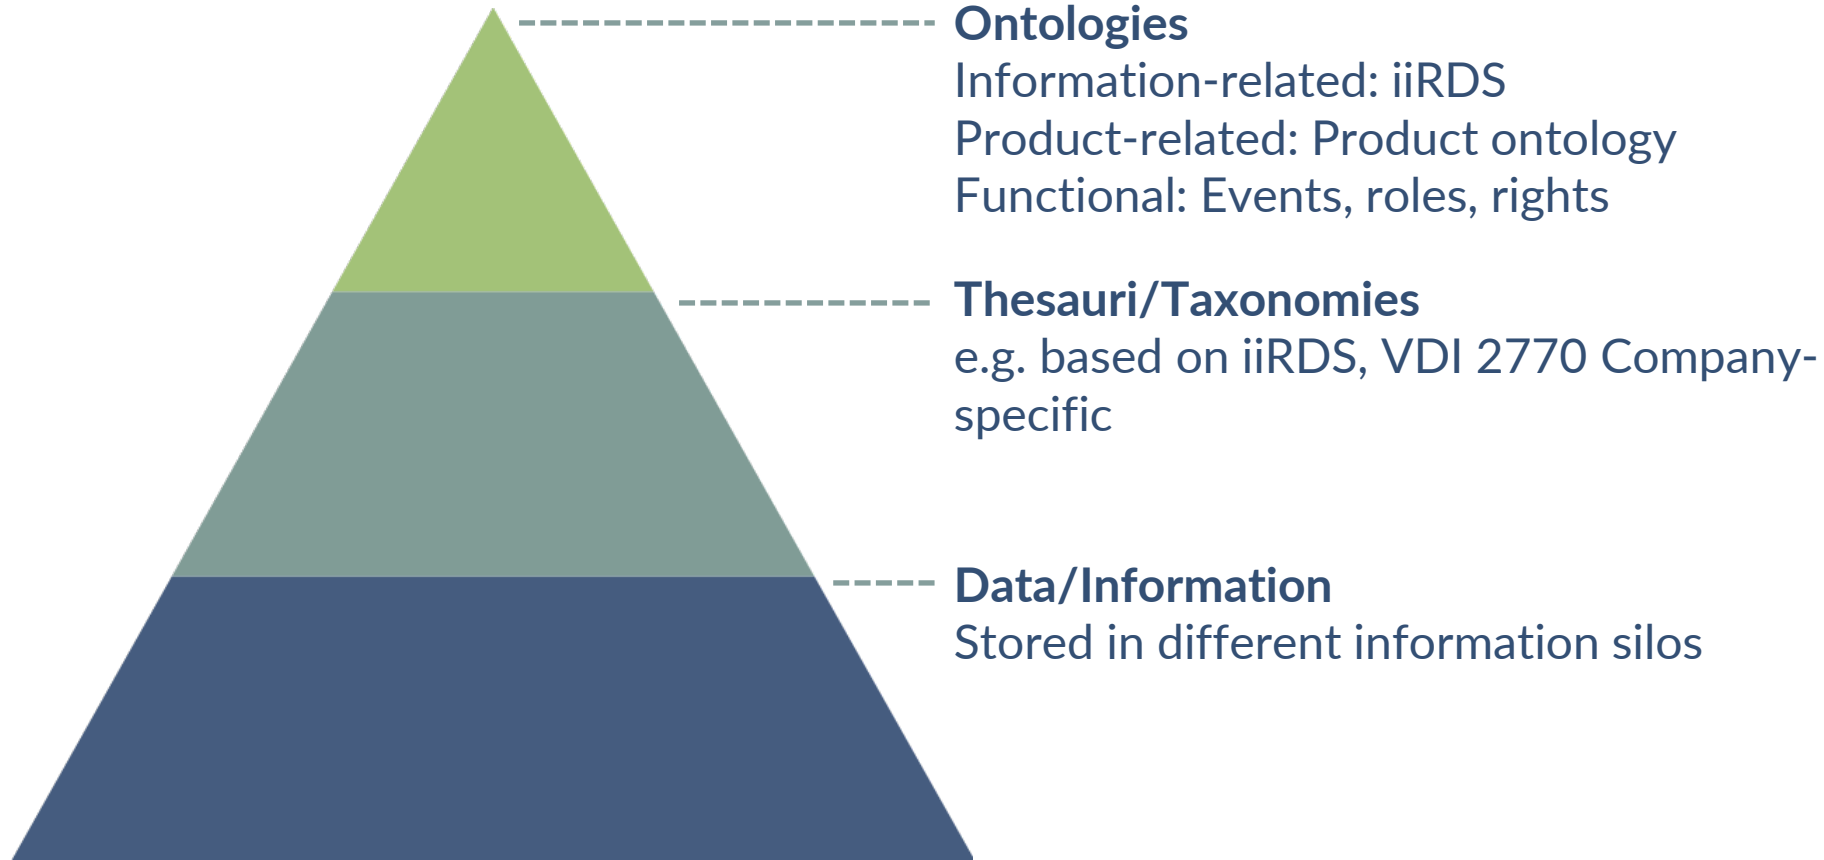 Ontologies
Information-related: iiRDS
Product-related: Product ontology
Functional: Events, roles, rights
Thesauri/Taxonomies
e.g. based on iiRDS, VDI 2770 Company-
specific
Data/Information
Stored in different information silos